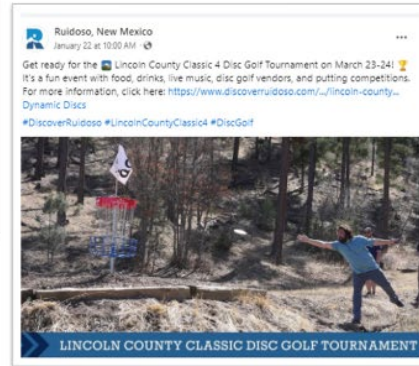 Ruidoso, New Mexico
January 22 at 10:00 AM ·
Get ready for the 🏞 Lincoln County Classic 4 Disc Golf Tournament on March 23-24! 🏆
It's a fun event with food, drinks, live music, disc golf vendors, and putting competitions.
For more information, click here: https://www.discoverruidoso.com/.../lincoln-county...
Dynamic Discs
#DiscoverRuidoso #LincolnCountyClassic4 #DiscGolf
LINCOLN COUNTY CLASSIC DISC GOLF TOURNAMENT